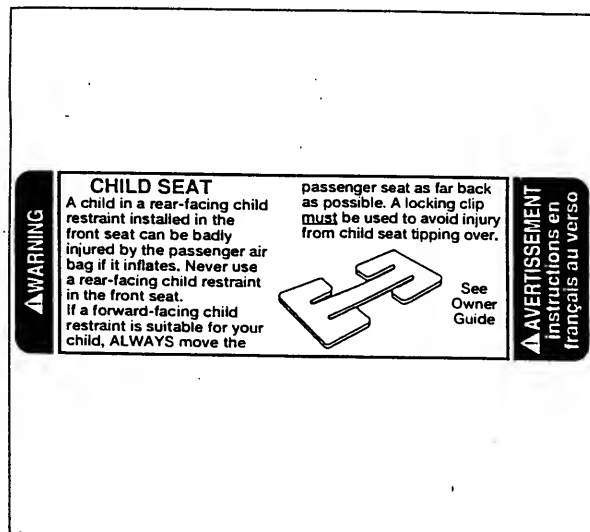 WARNING
CHILD SEAT
A child in a rear-facing child
restraint installed in the
front seat can be badly
injured by the passenger air
bag if it inflates. Never use
a rear-facing child restraint
in the front seat.
If a forward-facing child
restraint is suitable for your
child, ALWAYS move the
passenger seat as far back
as possible. A locking clip
must be used to avoid injury
from child seat tipping over.
See
Owner
Guide
AVERTISSEMENT
instructions en
français au verso